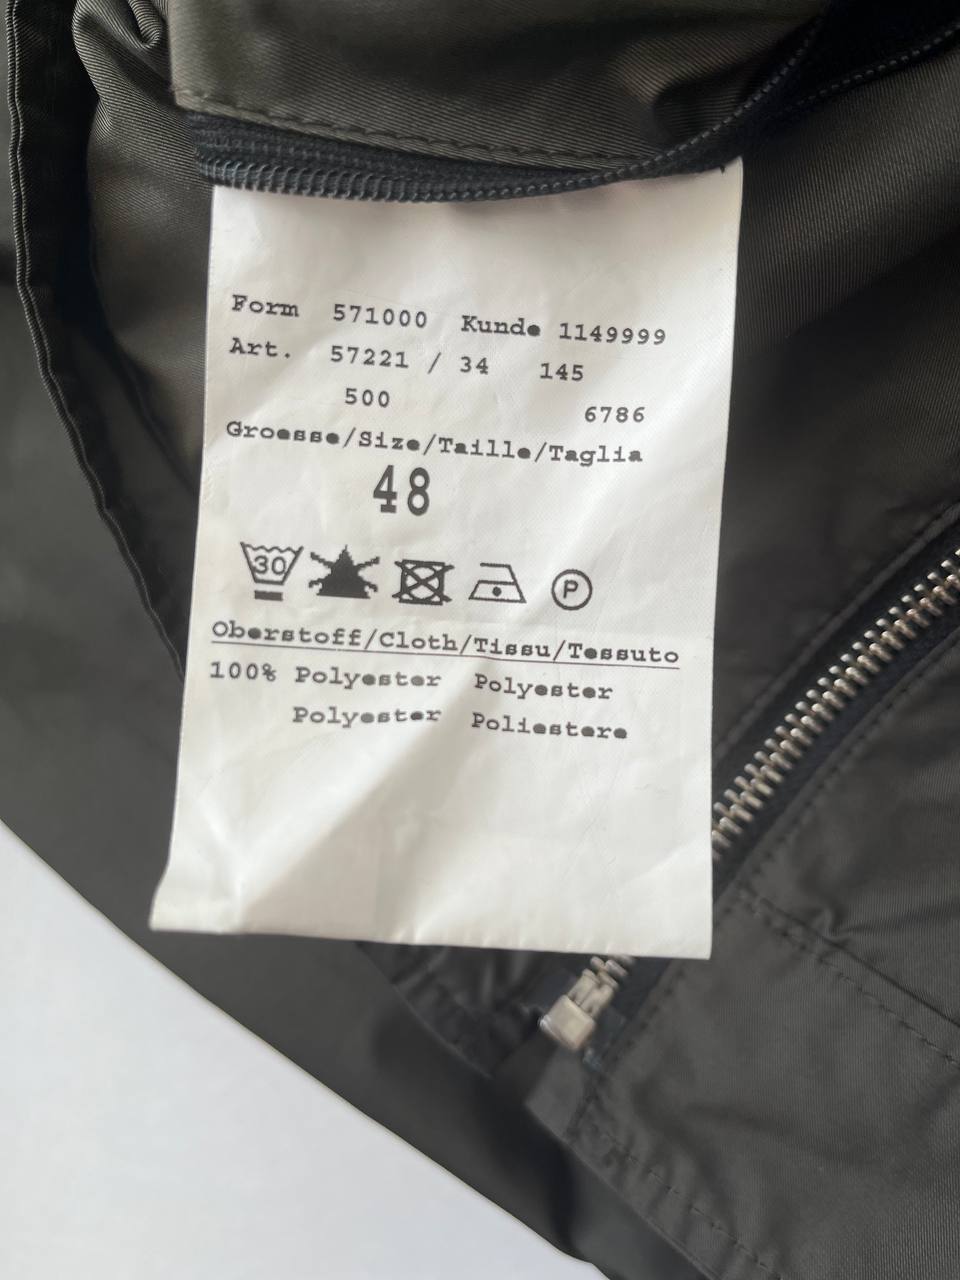 Form 571000 Kunde 1149999
Art. 57221 / 34 145
500 6786
Groesse/Size/Taille/Taglia
48
30 P
Oberstoff/Cloth/Tissu/Tessuto
100% Polyester Polyester
Polyester Poliestere